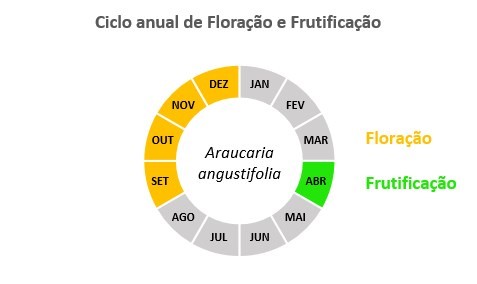 Ciclo anual de Floração e Frutificação
DEZ
JAN
NOV
FEV
OUT
MAR
Araucaria
angustifolia
SET
ABR
AGO
MAI
JUL
JUN
Floração
Frutificação